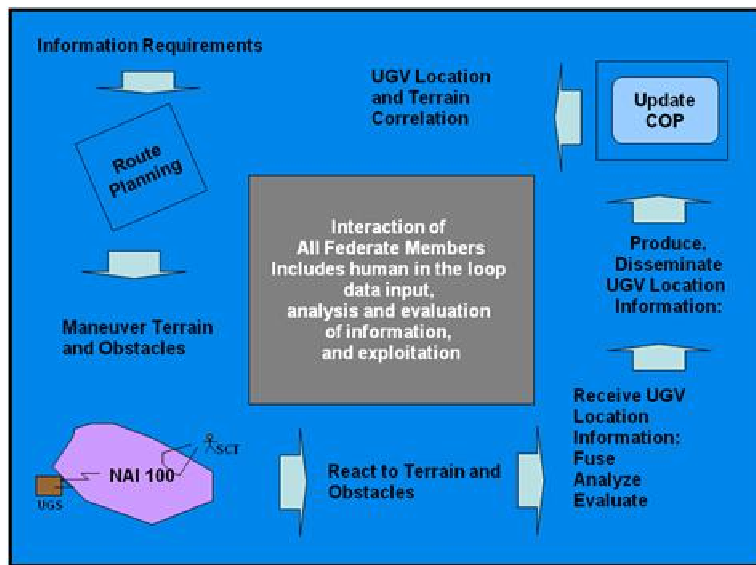 Information Requirements
Route
Planning
Maneuver Terrain
and Obstacles
NAI 100
SCT
UGS
React to Terrain and
Obstacles
Receive UGV
Location
Information:
Fuse
Analyze
Evaluate
Produce,
Disseminate
UGV Location
Information:
Update
COP
UGV Location
and Terrain
Correlation
Interaction of
All Federate Members
Includes human in the loop
data input,
analysis and evaluation
of information,
and exploitation